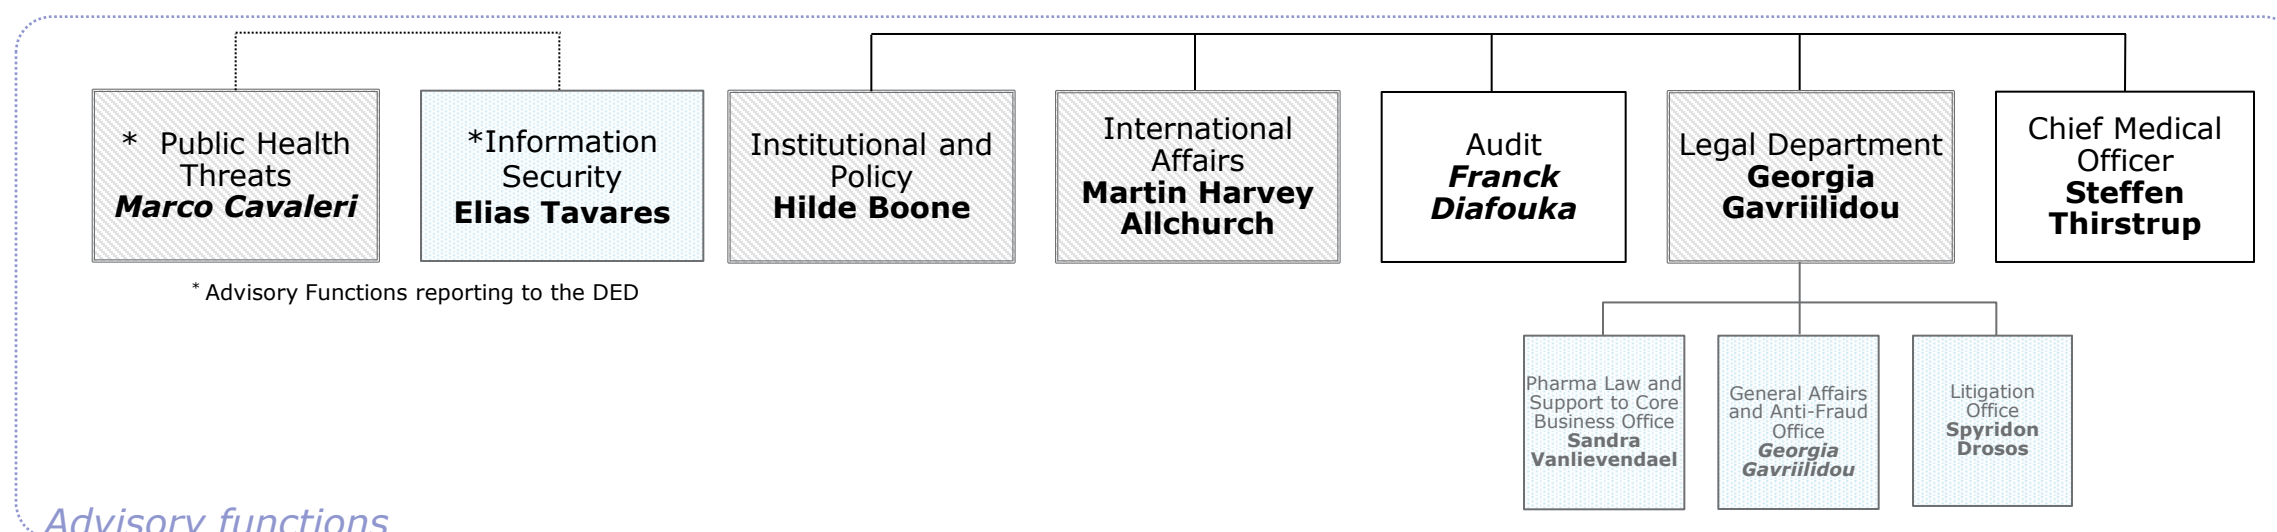 * Public Health
Threats
Marco Cavaleri
*Information
Security
Elias Tavares
Institutional and
Policy
Hilde Boone
International
Affairs
Martin Harvey
Allchurch
Audit
Franck
Diafouka
Legal Department
Georgia
Gavriilidou
Chief Medical
Officer
Steffen
Thirstrup
* Advisory Functions reporting to the DED
Pharma Law and
Support to Core
Business Office
Sandra
Vanlievendael
General Affairs
and Anti-Fraud
Office
Georgia
Gavriilidou
Litigation
Office
Spyridon
Drosos
Advisory functions